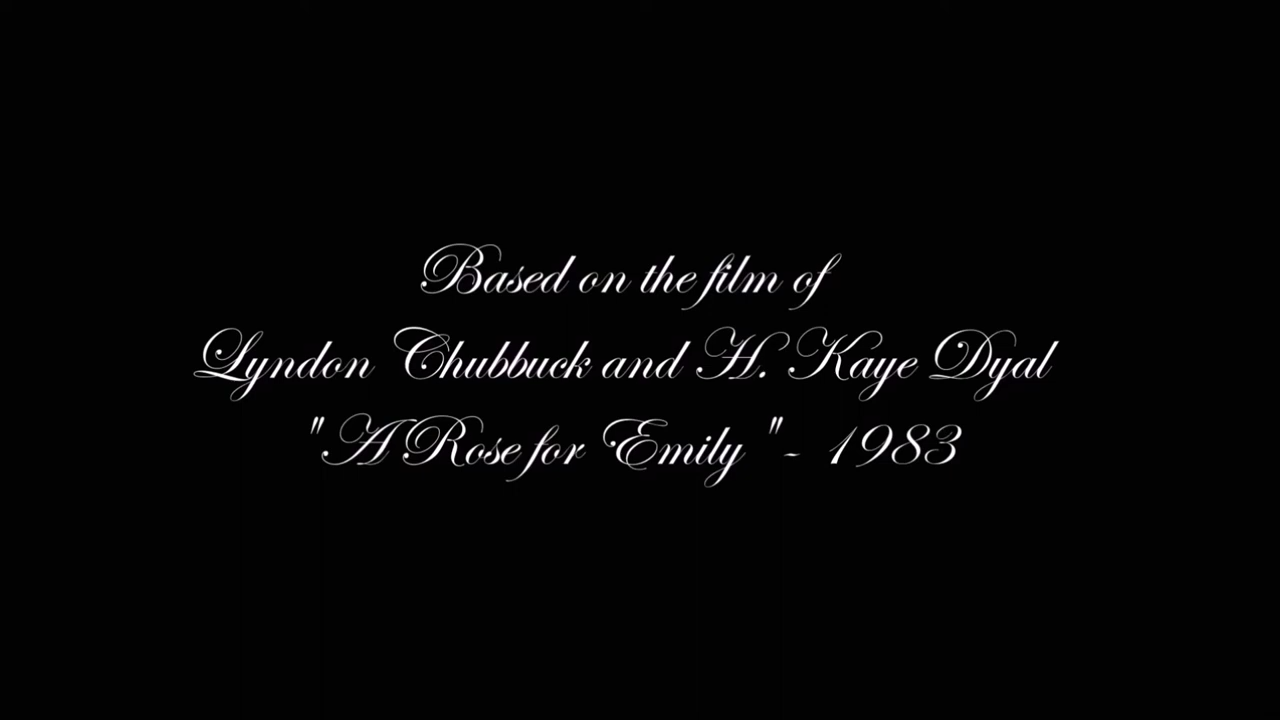 Based on the film of
Lyndon Chubbuck and H. Kaye Dyal
"A Rose for Emily" - 1983